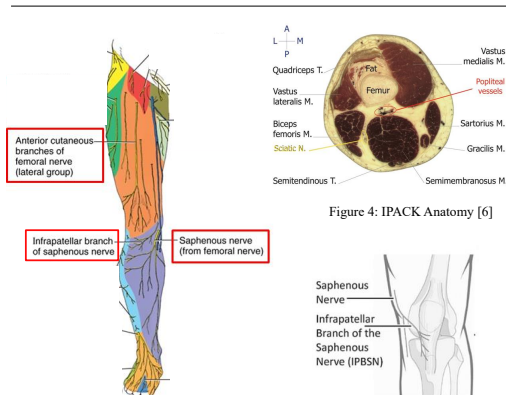 Anterior cutaneous
branches of
femoral nerve
(lateral group)
Infrapatellar branch
of saphenous nerve
Saphenous nerve
(from femoral nerve)
A
L
M
P
Quadriceps T.
Fat
Vastus
medialis M.
Femur
Popliteal
vessels
Vastus
lateralis M.
Biceps
femoris M.
Sartorius M.
Sciatic N.
Gracilis M.
Semitendinous T.
Semimembranosus M
Figure 4: IPACK Anatomy [6]
Saphenous
Nerve
Infrapatellar
Branch of the
Saphenous
Nerve (IPBSN)